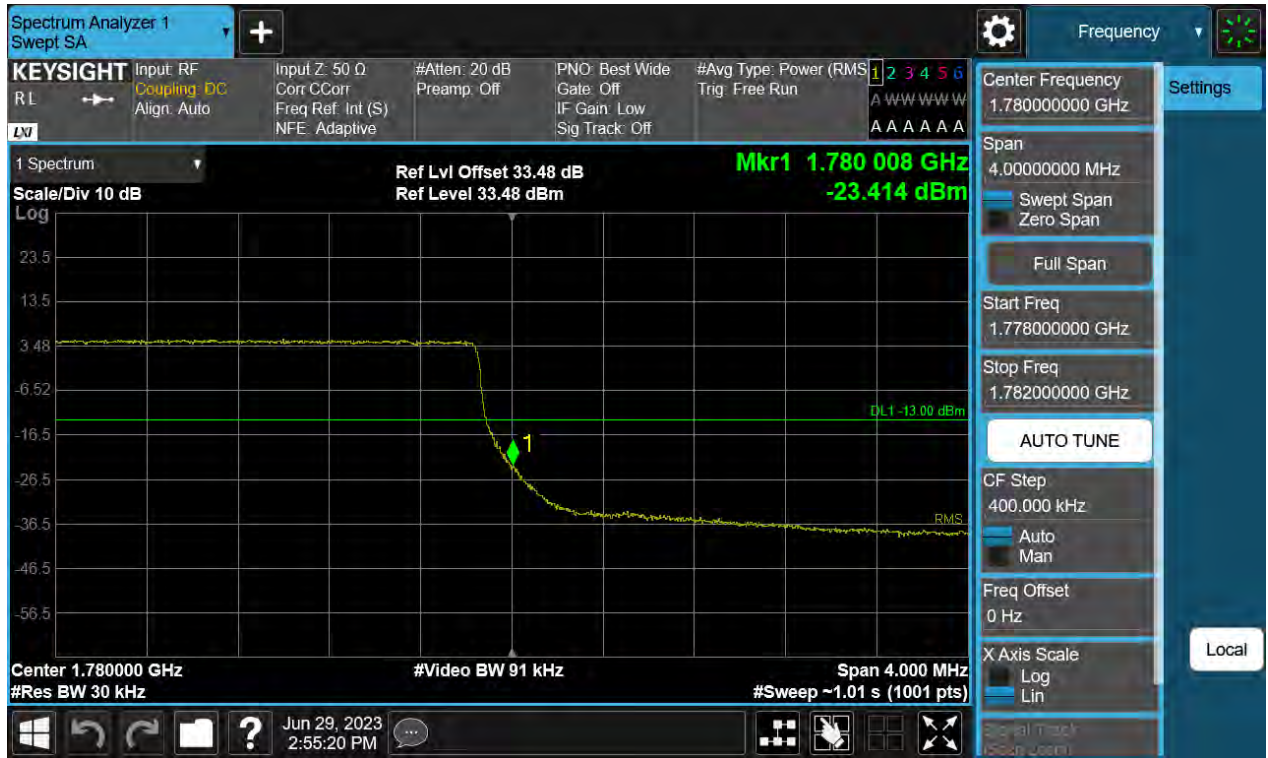 Spectrum Analyzer 1
Swept SA
+
Frequency
KEYSIGHT
RL
LXI
Input: RF
Coupling: DC
Align: Auto
Input Z: 50 Ω
Corr CCorr
Freq Ref: Int (S)
NFE: Adaptive
#Atten: 20 dB
Preamp: Off
PNO: Best Wide
Gate: Off
IF Gain: Low
Sig Track: Off
#Avg Type: Power (RMS
Trig: Free Run
1 2 3 4 5 6
A W W W W W
A A A A A A
1 Spectrum
Scale/Div 10 dB
Log
Ref Lvl Offset 33.48 dB
Ref Level 33.48 dBm
Mkr1 1.780 008 GHz
-23.414 dBm
23.5
13.5
3.48
-6.52
-16.5
-26.5
-36.5
-46.5
-56.5
DL1 -13.00 dBm
1
RMS
Center 1.780000 GHz
#Res BW 30 kHz
#Video BW 91 kHz
Span 4.000 MHz
#Sweep ~1.01 s (1001 pts)
Center Frequency
1.780000000 GHz
Settings
Span
4.00000000 MHz
Swept Span
Zero Span
Full Span
Start Freq
1.778000000 GHz
Stop Freq
1.782000000 GHz
AUTO TUNE
CF Step
400.000 kHz
Auto
Man
Freq Offset
0 Hz
X Axis Scale
Log
Lin
Local
Signal Track
(Span Zoom)
?
Jun 29, 2023
2:55:20 PM